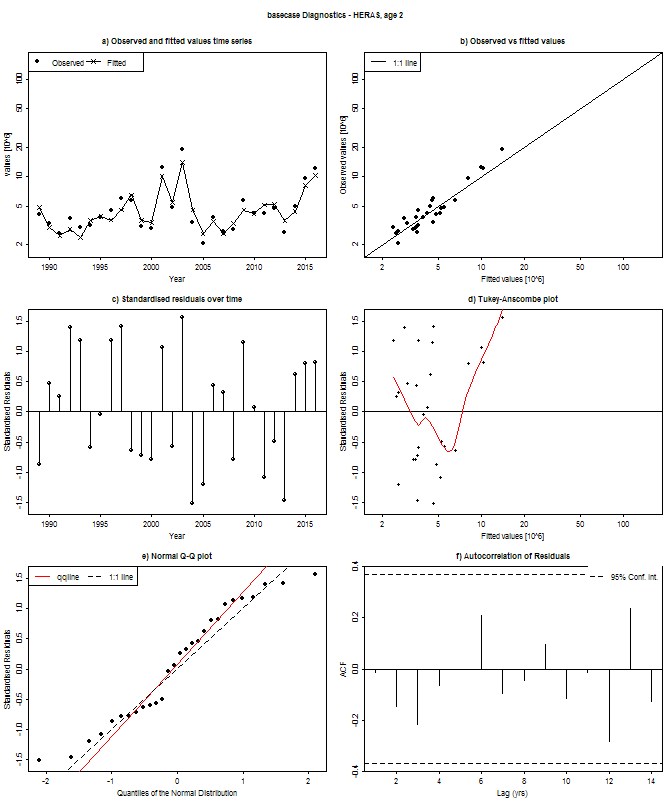 basecase Diagnostics - HERAS, age 2
a) Observed and fitted values time series
Observed
Fitted
values [10^6]
100
50
20
10
5
2
1990 1995 2000 2005 2010 2015
Year
b) Observed vs fitted values
1:1 line
Observed values [10^6]
100
50
20
10
5
2
2 5 10 20 50 100
Fitted values [10^6]
c) Standardised residuals over time
Standardised Residuals
1.5
1.0
0.5
0.0
-0.5
-1.0
-1.5
1990 1995 2000 2005 2010 2015
Year
d) Tukey-Anscombe plot
Standardised Residuals
1.5
1.0
0.5
0.0
-0.5
-1.0
-1.5
2 5 10 20 50 100
Fitted values [10^6]
e) Normal Q-Q plot
qqline
1:1 line
Standardised Residuals
1.5
1.0
0.5
0.0
-0.5
-1.0
-1.5
-2 -1 0 1 2
Quantiles of the Normal Distribution
f) Autocorrelation of Residuals
95% Conf. Int.
ACF
0.4
0.2
0.0
-0.2
-0.4
2 4 6 8 10 12 14
Lag (yrs)